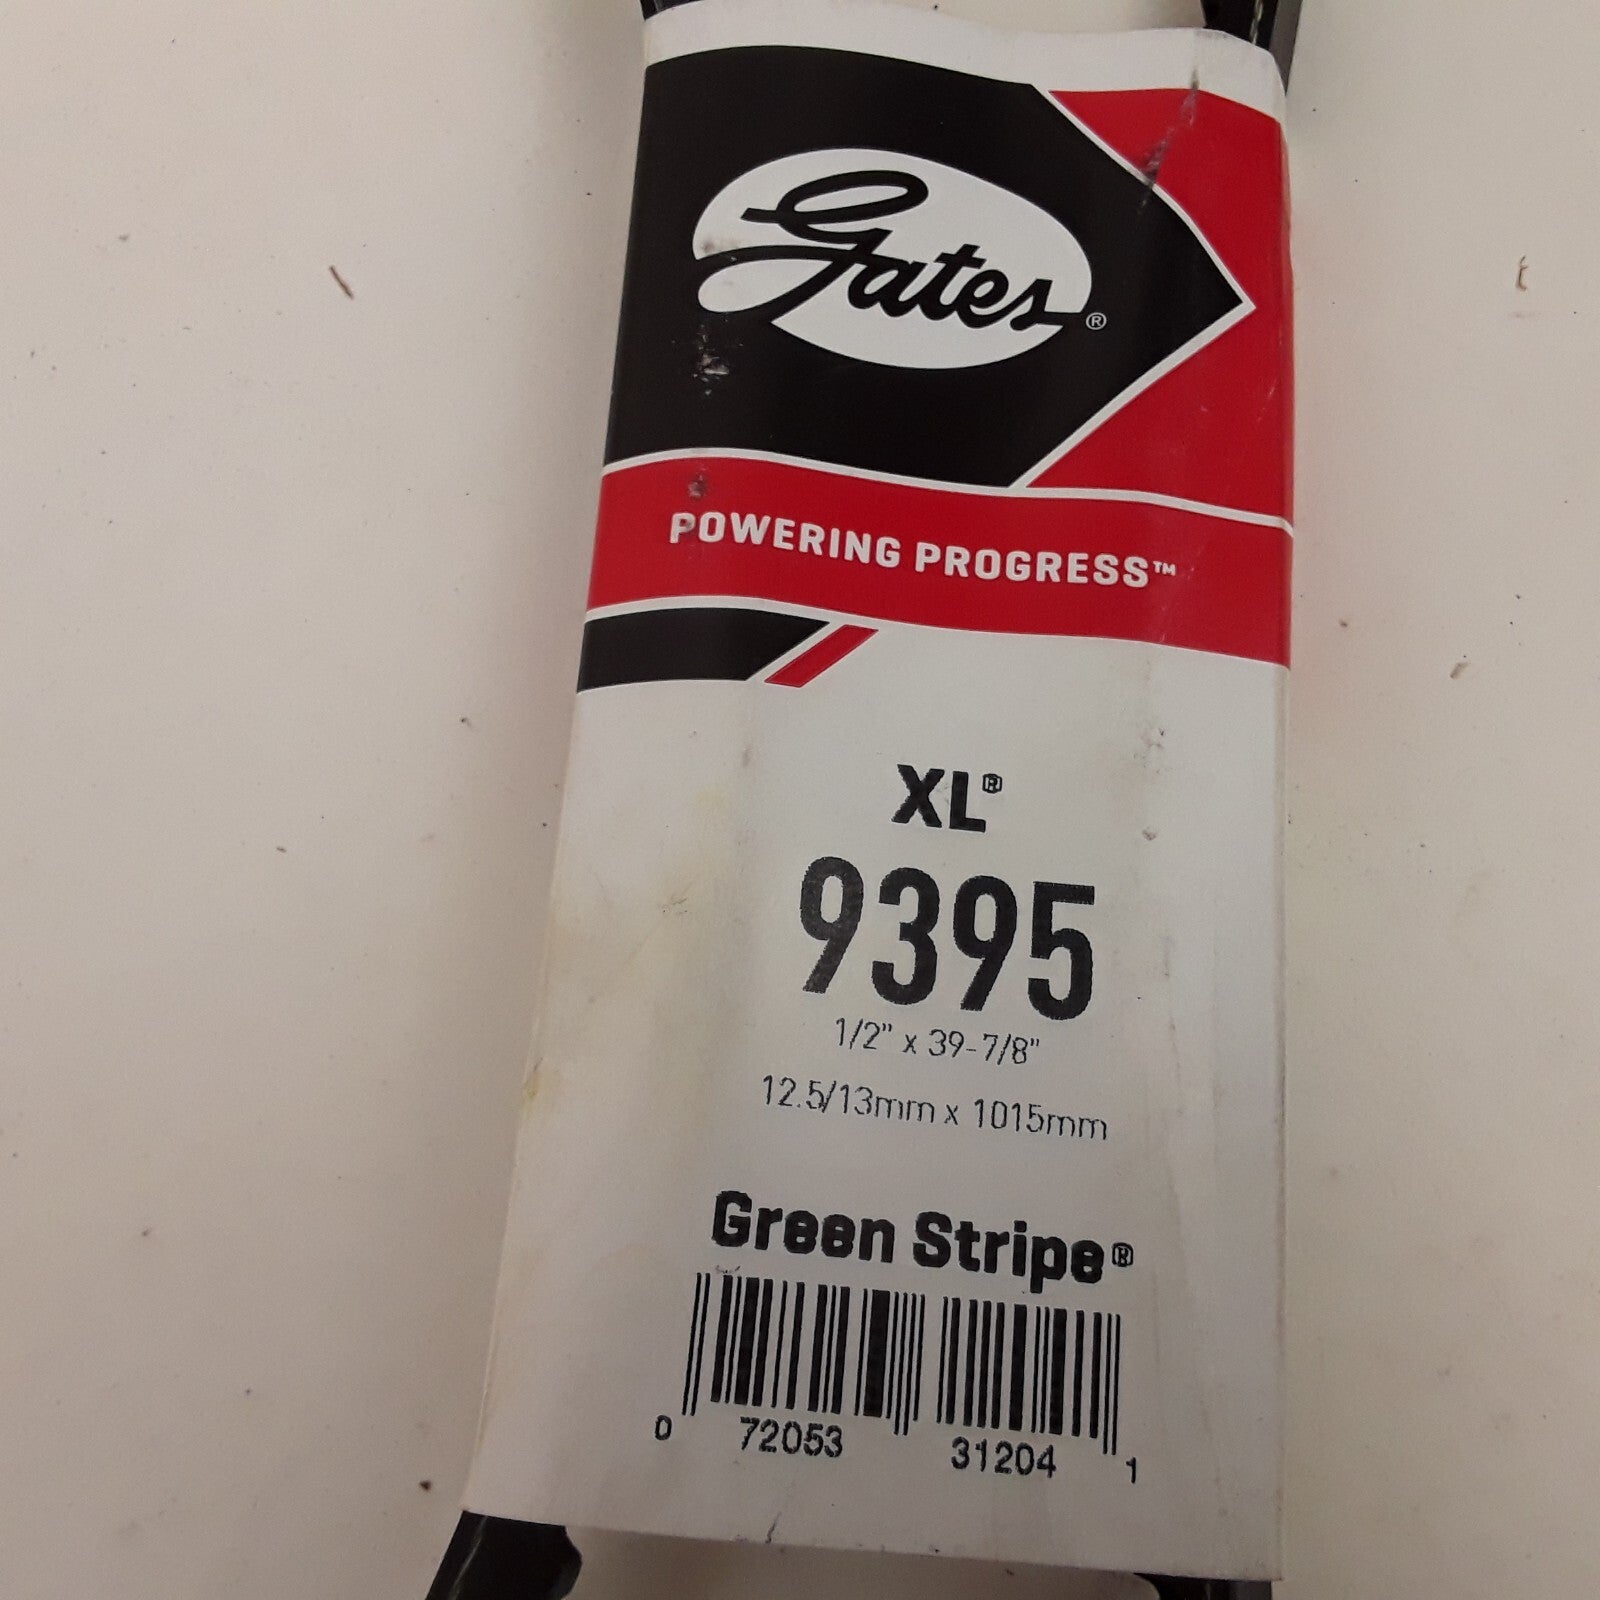 Gates®
POWERING PROGRESS™
XL®
9395
1/2" x 39-7/8"
12.5/13mm x 1015mm
Green Stripe®
0 72053 31204 1